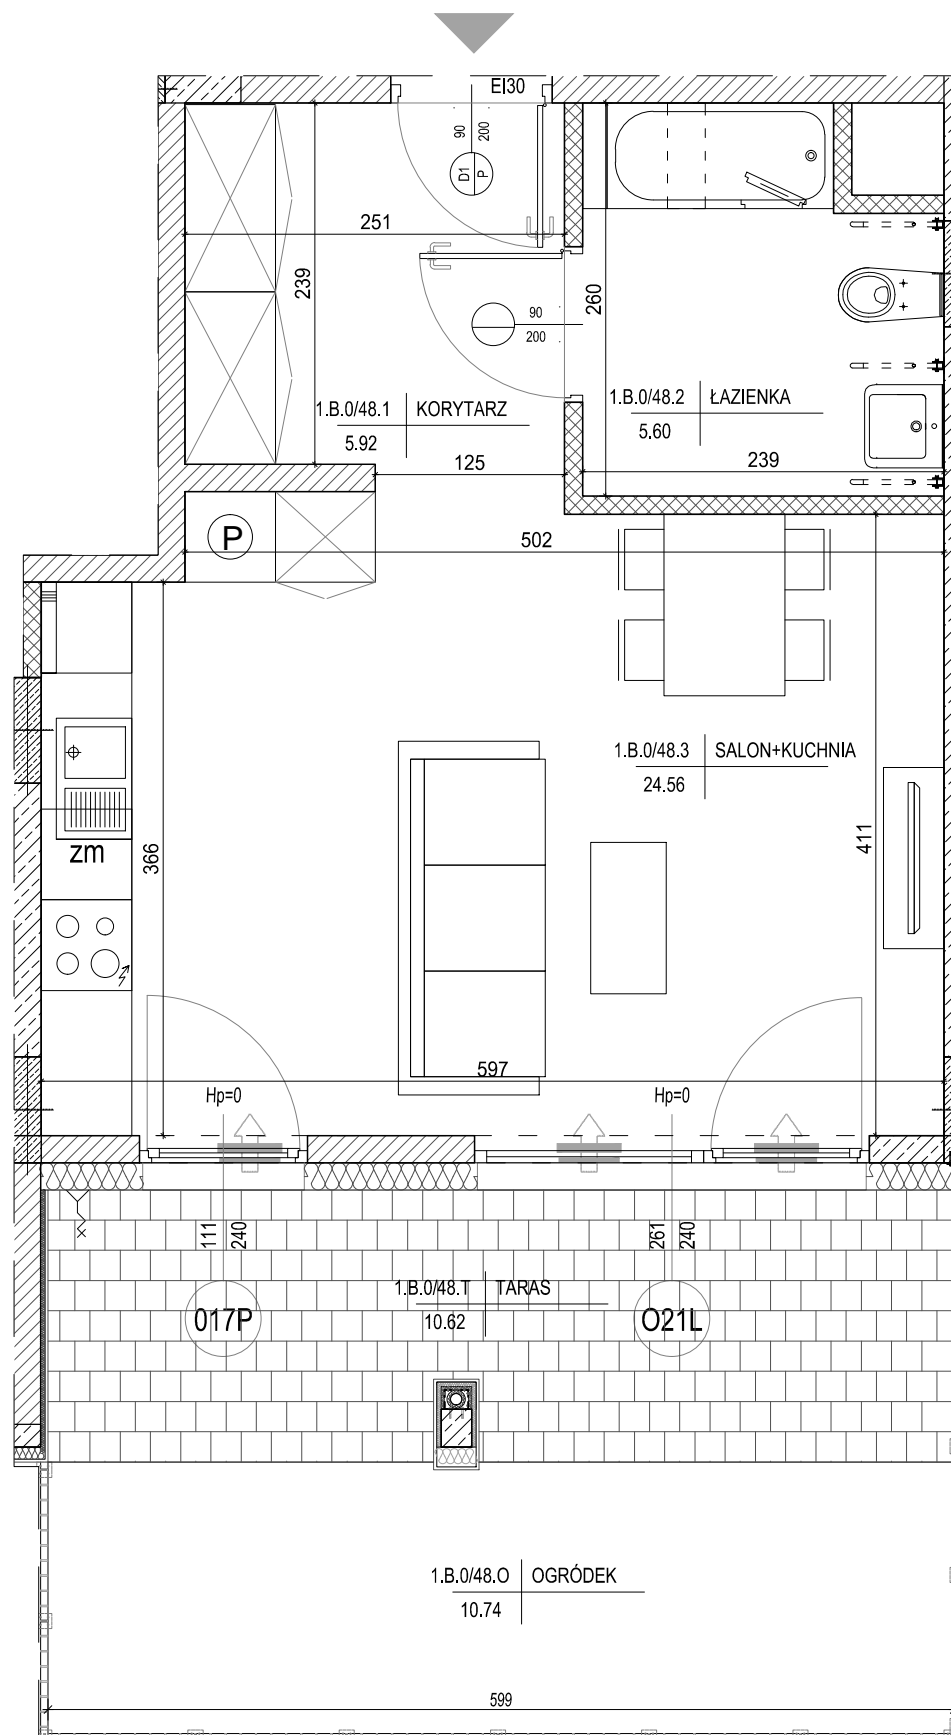 EI30
90
200
D1
P
251
239
260
90
200
1.B.0/48.1 KORYTARZ
5.92
1.B.0/48.2 ŁAZIENKA
5.60
125
239
P
502
1.B.0/48.3 SALON+KUCHNIA
24.56
zm
366
411
597
Hp=0
Hp=0
111
240
261
240
1.B.0/48.T TARAS
10.62
017P
O21L
1.B.0/48.O OGRÓDEK
10.74
599